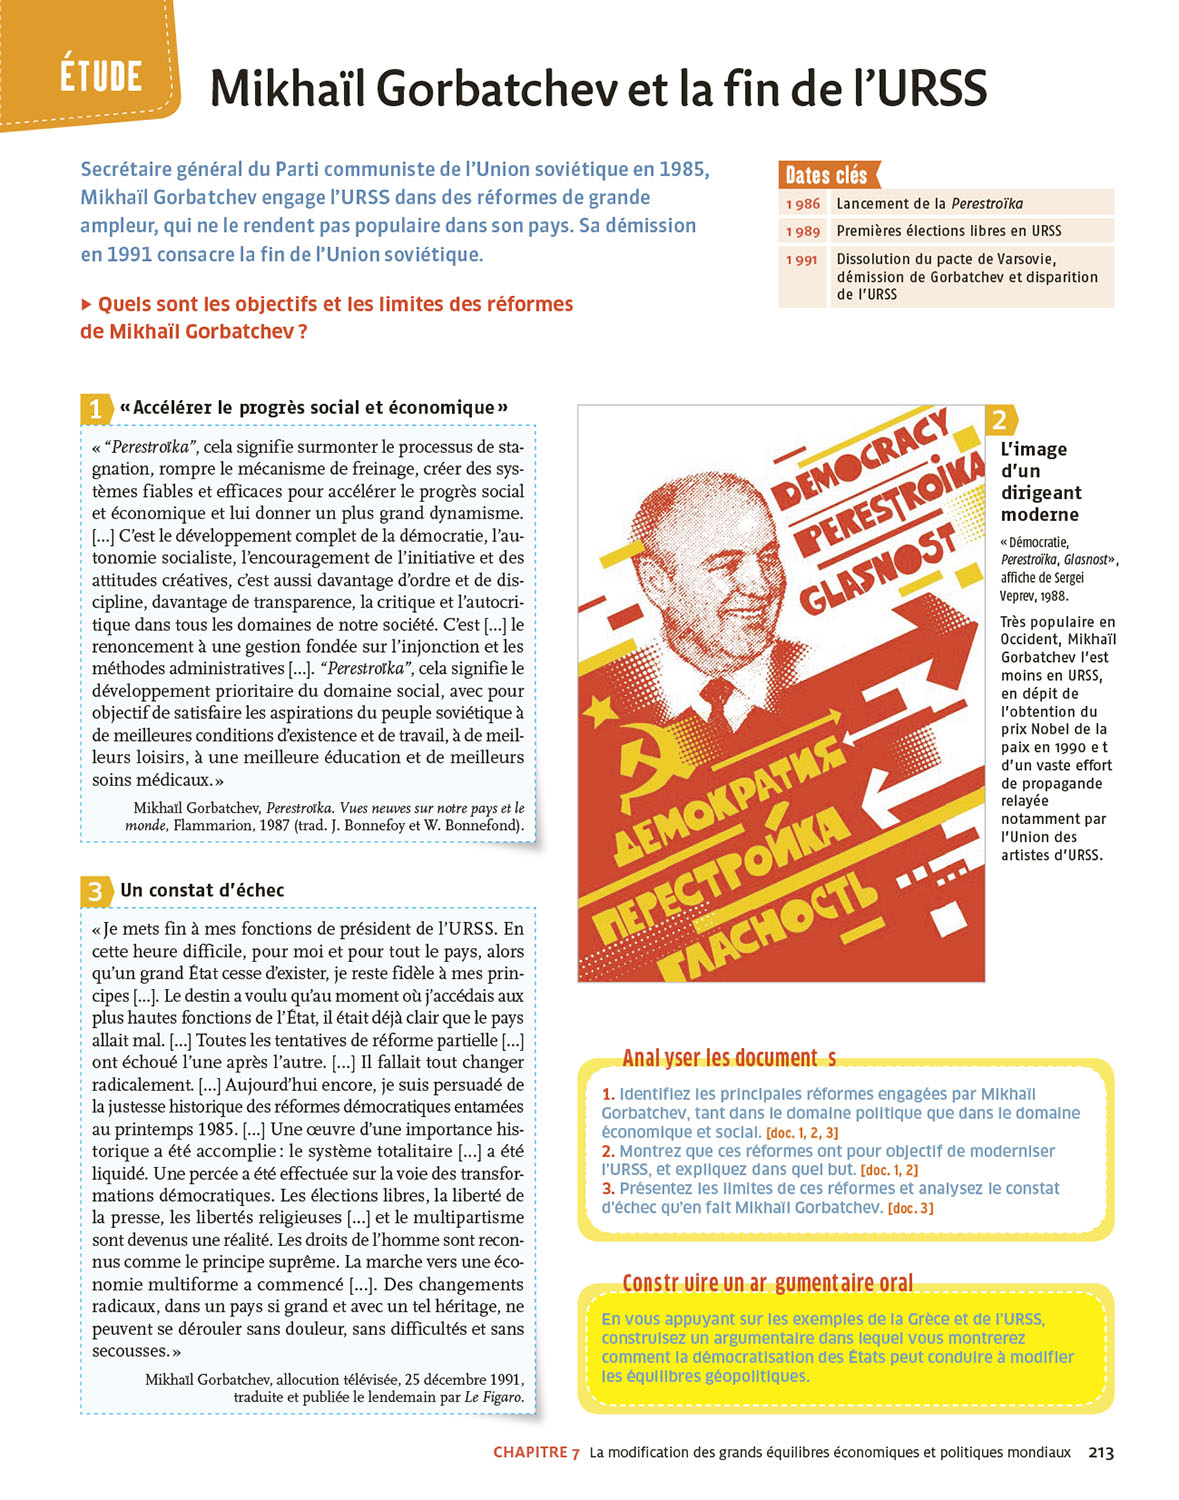 ÉTUDE
Mikhaïl Gorbatchev et la fin de l'URSS
Secrétaire général du Parti communiste de l'Union soviétique en 1985,
Mikhaïl Gorbatchev engage l'URSS dans des réformes de grande
ampleur, qui ne le rendent pas populaire dans son pays. Sa démission
en 1991 consacre la fin de l'Union soviétique.
▶ Quels sont les objectifs et les limites des réformes
de Mikhaïl Gorbatchev ?
Dates clés
1986 Lancement de la Perestroïka
1989 Premières élections libres en URSS
1991 Dissolution du pacte de Varsovie,
démission de Gorbatchev et disparition
de l'URSS
1 « Accélérer le progrès social et économique »
« “Perestroïka”, cela signifie surmonter le processus de sta-
gnation, rompre le mécanisme de freinage, créer des sys-
tèmes fiables et efficaces pour accélérer le progrès social
et économique et lui donner un plus grand dynamisme.
[...] C'est le développement complet de la démocratie, l'au-
tonomie socialiste, l'encouragement de l'initiative et des
attitudes créatives, c'est aussi davantage d'ordre et de dis-
cipline, davantage de transparence, la critique et l'autocri-
tique dans tous les domaines de notre société. C'est [...] le
renoncement à une gestion fondée sur l'injonction et les
méthodes administratives [...]. “Perestroïka”, cela signifie le
développement prioritaire du domaine social, avec pour
objectif de satisfaire les aspirations du peuple soviétique à
de meilleures conditions d'existence et de travail, à de meil-
leurs loisirs, à une meilleure éducation et de meilleurs
soins médicaux. »
Mikhaïl Gorbatchev, Perestroïka. Vues neuves sur notre pays et le
monde, Flammarion, 1987 (trad. J. Bonnefoy et W. Bonnefond).
DEMOCRACY
PERESTROIKA
GLASNOST
ДЕМОКРАТИЯ
ПЕРЕСТРОЙКА
ГЛАСНОСТЬ
2
L'image
d'un
dirigeant
moderne
« Démocratie,
Perestroïka, Glasnost»,
affiche de Sergei
Veprev, 1988.
Très populaire en
Occident, Mikhaïl
Gorbatchev l'est
moins en URSS,
en dépit de
l'obtention du
prix Nobel de la
paix en 1990 e t
d'un vaste effort
de propagande
relayée
notamment par
l'Union des
artistes d'URSS.
3 Un constat d'échec
« Je mets fin à mes fonctions de président de l'URSS. En
cette heure difficile, pour moi et pour tout le pays, alors
qu'un grand État cesse d'exister, je reste fidèle à mes prin-
cipes [...]. Le destin a voulu qu'au moment où j'accédais aux
plus hautes fonctions de l'État, il était déjà clair que le pays
allait mal. [...] Toutes les tentatives de réforme partielle [...]
ont échoué l'une après l'autre. [...] Il fallait tout changer
radicalement. [...] Aujourd'hui encore, je suis persuadé de
la justesse historique des réformes démocratiques entamées
au printemps 1985. [...] Une œuvre d'une importance his-
torique a été accomplie : le système totalitaire [...] a été
liquidé. Une percée a été effectuée sur la voie des transfor-
mations démocratiques. Les élections libres, la liberté de
la presse, les libertés religieuses [...] et le multipartisme
sont devenus une réalité. Les droits de l'homme sont recon-
nus comme le principe suprême. La marche vers une éco-
nomie multiforme a commencé [...]. Des changements
radicaux, dans un pays si grand et avec un tel héritage, ne
peuvent se dérouler sans douleur, sans difficultés et sans
secousses. »
Mikhaïl Gorbatchev, allocution télévisée, 25 décembre 1991,
traduite et publiée le lendemain par Le Figaro.
Anal yser les document s
1. Identifiez les principales réformes engagées par Mikhaïl
Gorbatchev, tant dans le domaine politique que dans le domaine
économique et social. [doc. 1, 2, 3]
2. Montrez que ces réformes ont pour objectif de moderniser
l'URSS, et expliquez dans quel but. [doc. 1, 2]
3. Présentez les limites de ces réformes et analysez le constat
d'échec qu'en fait Mikhaïl Gorbatchev. [doc. 3]
Constr uire un ar gumentaire oral
En vous appuyant sur les exemples de la Grèce et de l'URSS,
construisez un argumentaire dans lequel vous montrerez
comment la démocratisation des États peut conduire à modifier
les équilibres géopolitiques.
CHAPITRE 7 La modification des grands équilibres économiques et politiques mondiaux 213